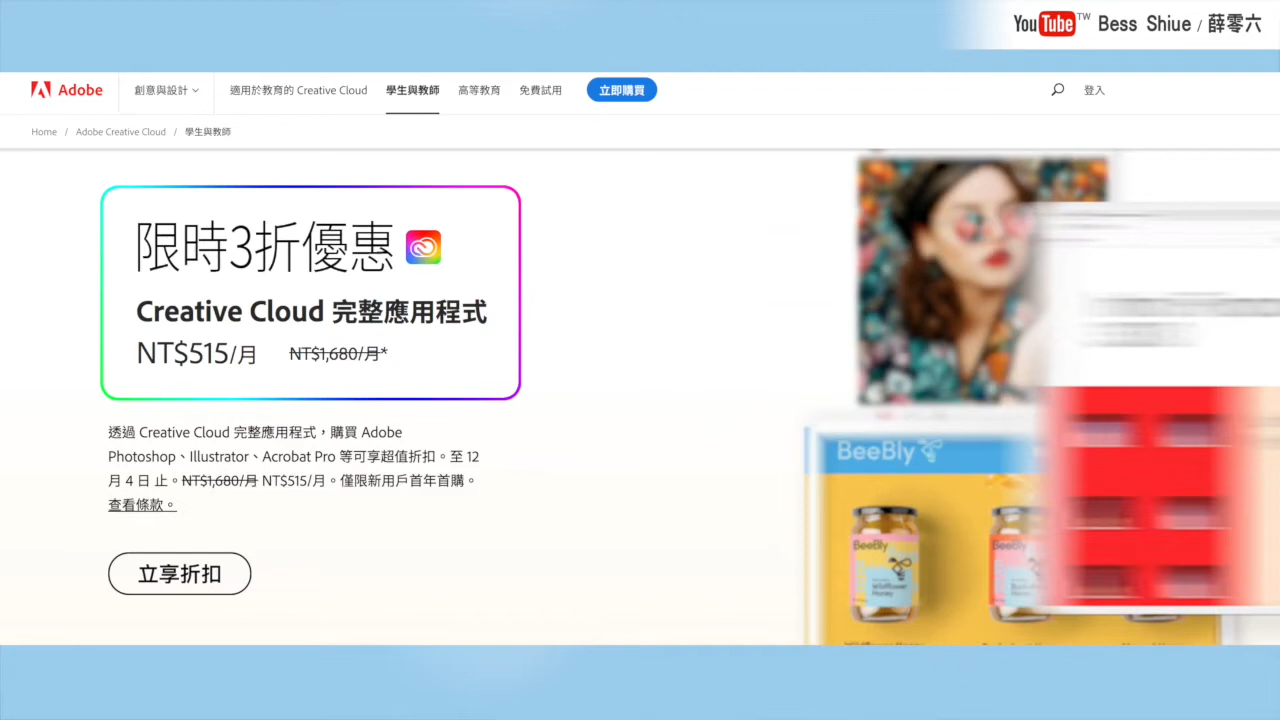 YouTube TW Bess Shiue / 薛零六
Adobe 創意與設計 適用於教育的 Creative Cloud 學生與教師 高等教育 免費試用 立即購買 登入
Home / Adobe Creative Cloud / 學生與教師
限時3折優惠
Creative Cloud 完整應用程式
NT$515/月 NT$1,680/月*
透過 Creative Cloud 完整應用程式，購買 Adobe
Photoshop、Illustrator、Acrobat Pro 等可享超值折扣。至 12
月 4 日 止。NT$1,680/月 NT$515/月。僅限新用戶首年首購。
查看條款。
立享折扣
BeeBly
BeeBly
BeeBly
Wildflower
Honey